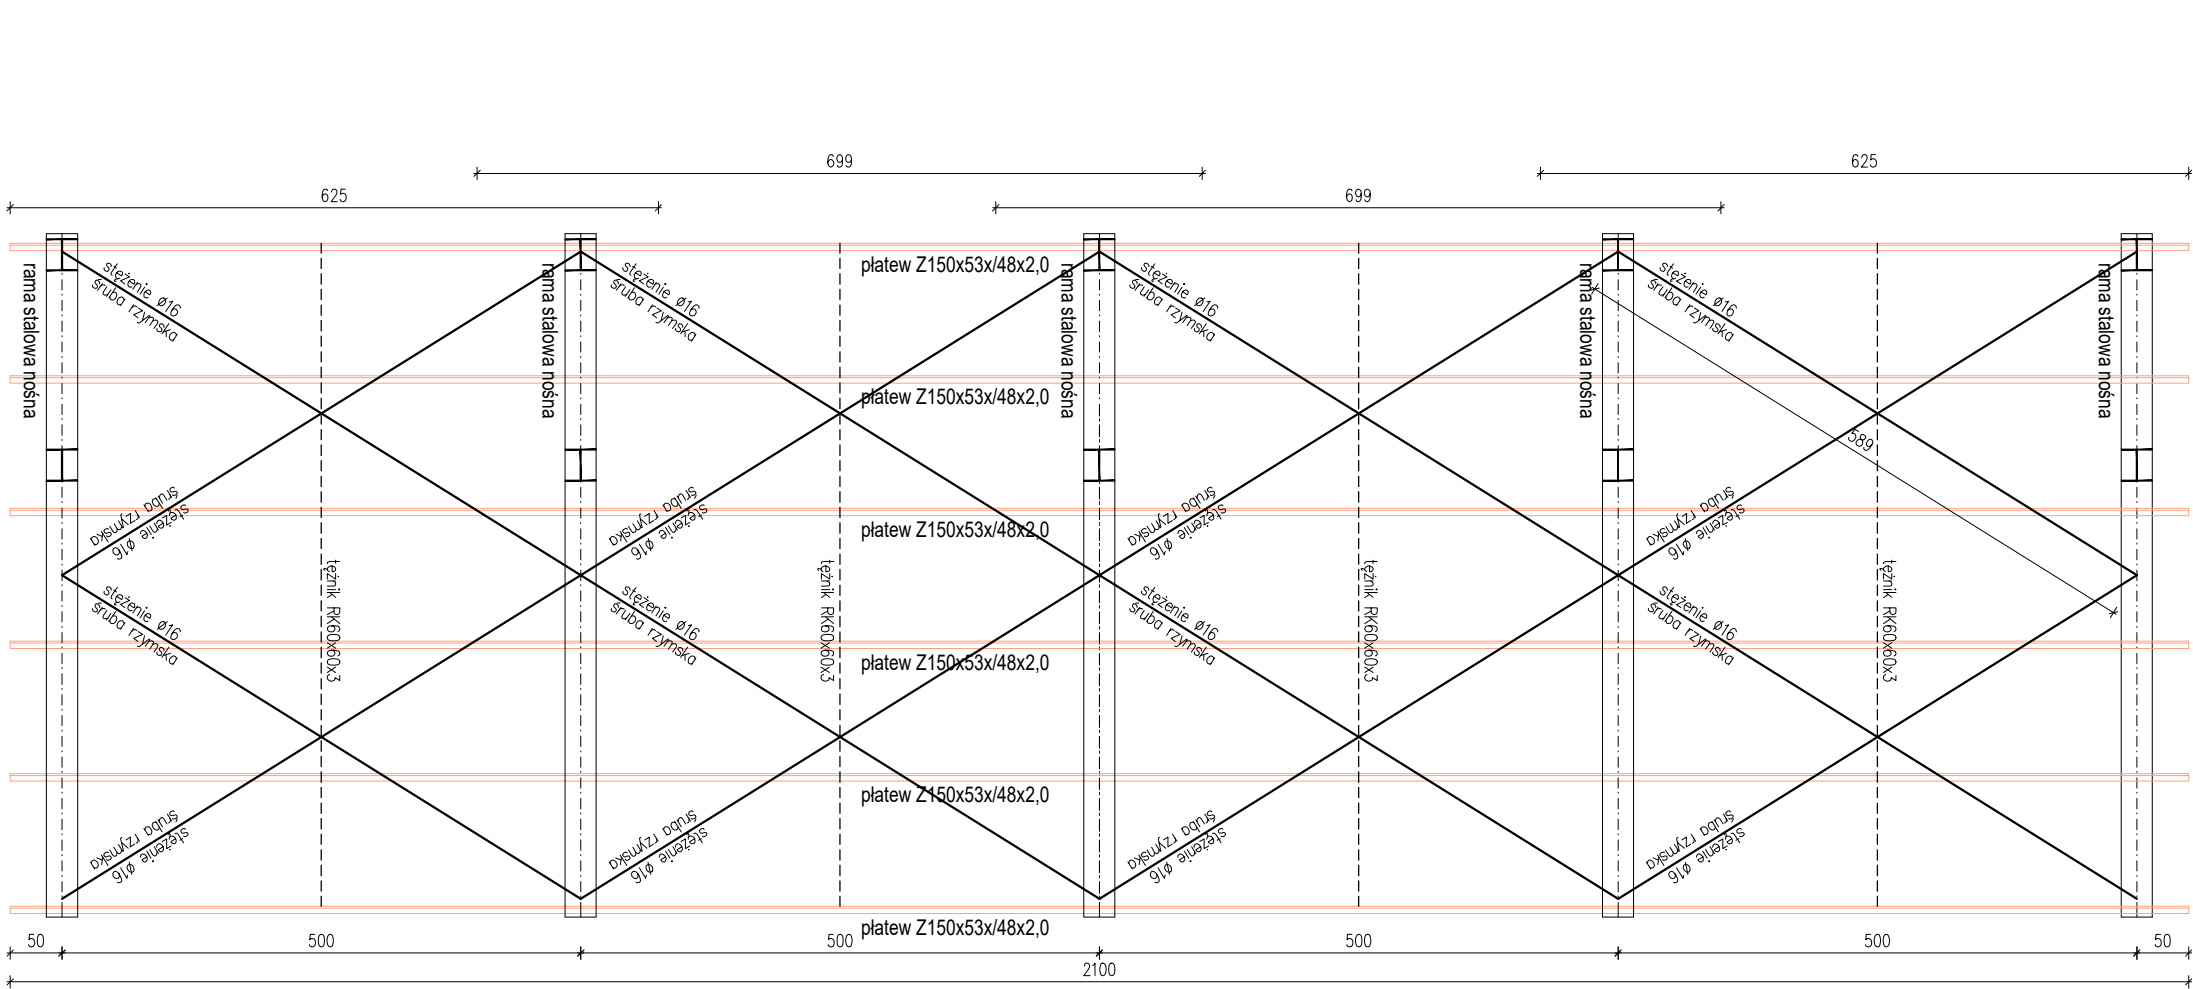 699
625
625
699
płatew Z150x53x/48x2,0
rama stalowa nośna
rama stalowa nośna
rama stalowa nośna
rama stalowa nośna
rama stalowa nośna
stężenie ø16
śruba rzymska
stężenie ø16
śruba rzymska
stężenie ø16
śruba rzymska
stężenie ø16
śruba rzymska
płatew Z150x53x/48x2,0
589
śruba rzymska
stężenie ø16
śruba rzymska
stężenie ø16
śruba rzymska
stężenie ø16
śruba rzymska
stężenie ø16
płatew Z150x53x/48x2,0
tężnik RK60x60x3
tężnik RK60x60x3
tężnik RK60x60x3
tężnik RK60x60x3
stężenie ø16
śruba rzymska
stężenie ø16
śruba rzymska
stężenie ø16
śruba rzymska
stężenie ø16
śruba rzymska
płatew Z150x53x/48x2,0
płatew Z150x53x/48x2,0
śruba rzymska
stężenie ø16
śruba rzymska
stężenie ø16
śruba rzymska
stężenie ø16
śruba rzymska
stężenie ø16
płatew Z150x53x/48x2,0
50
500
500
500
500
50
2100